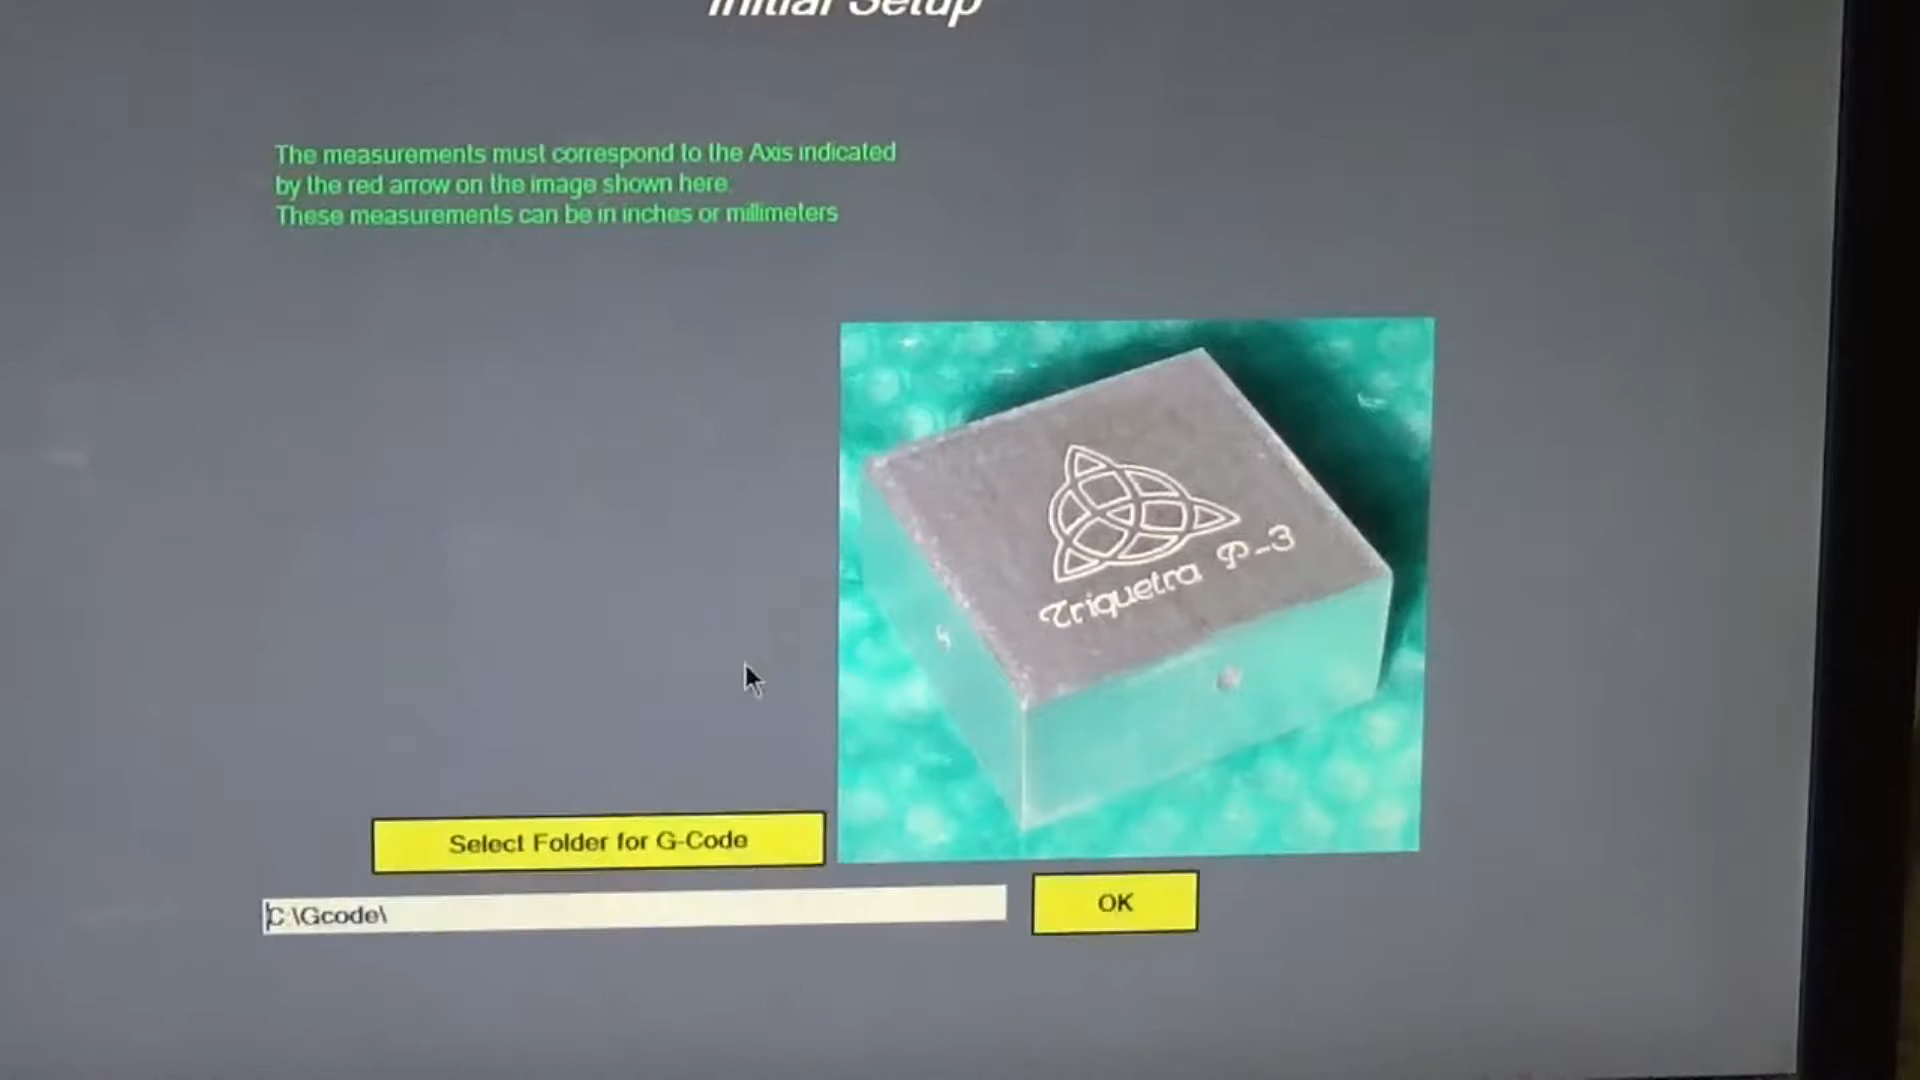 Initial Setup
The measurements must correspond to the Axis indicated
by the red arrow on the image shown here.
These measurements can be in inches or millimeters
Triquetra P-3
Select Folder for G-Code
C:\Gcode\
OK